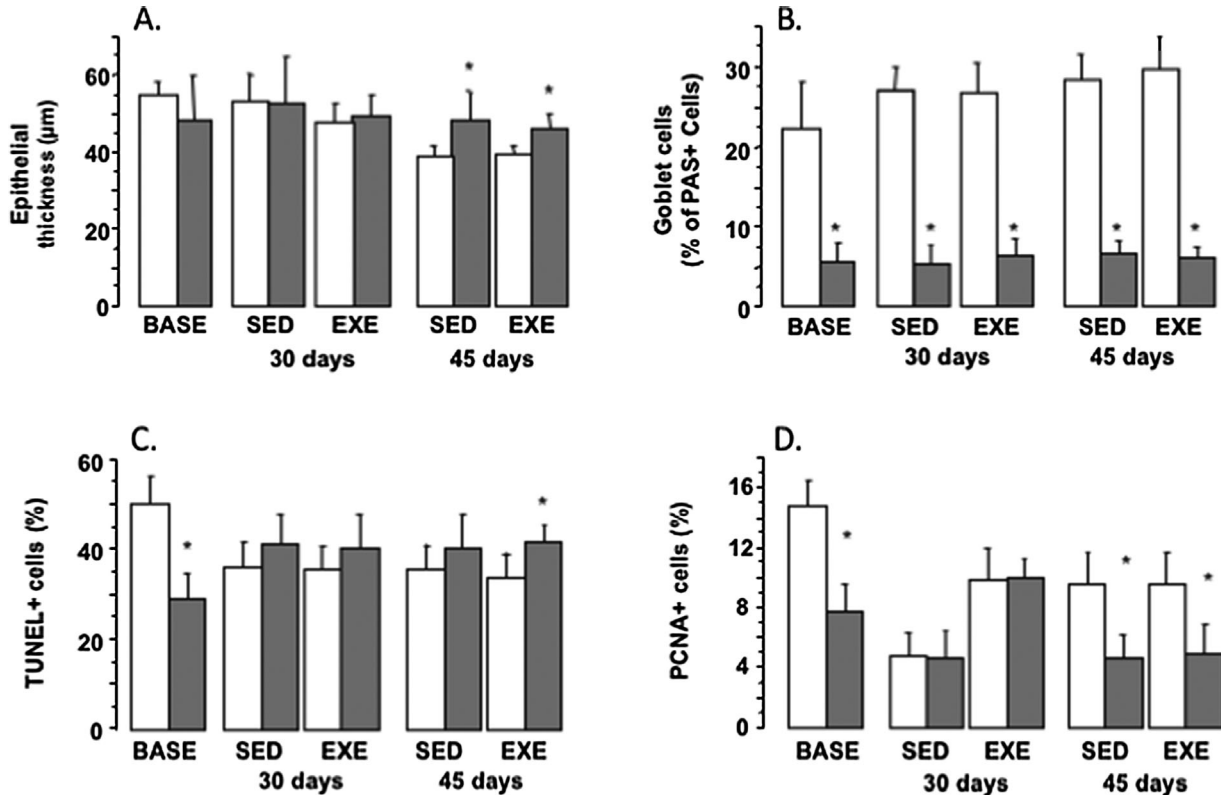 A.
Epithelial
thickness (µm)
60
40
20
0
*
*
BASE
SED
EXE
SED
EXE
30 days
45 days
B.
Goblet cells
(% of PAS+ Cells)
30
20
10
0
*
*
*
*
*
BASE
SED
EXE
SED
EXE
30 days
45 days
C.
TUNEL+ cells (%)
60
40
20
0
*
*
BASE
SED
EXE
SED
EXE
30 days
45 days
D.
PCNA+ cells (%)
16
12
8
4
0
*
*
*
BASE
SED
EXE
SED
EXE
30 days
45 days